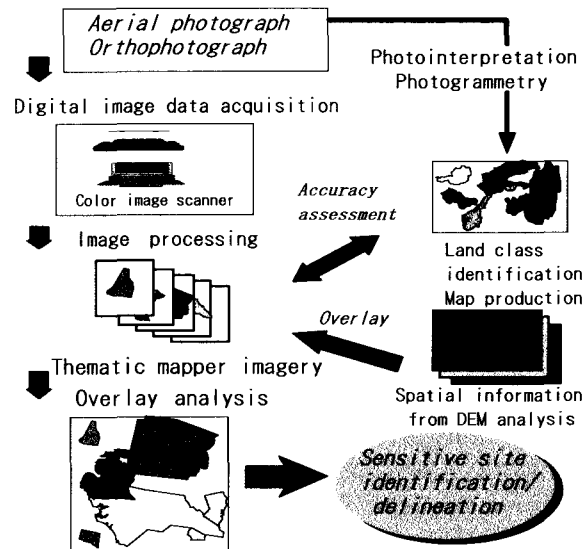 Aerial photograph
Orthophotograph
Photointerpretation
Photogrammetry
Digital image data acquisition
Color image scanner
Accuracy
assessment
Image processing
Land class
identification
Map production
Overlay
Thematic mapper imagery
Overlay analysis
Spatial information
from DEM analysis
Sensitive site
identification/
delineation